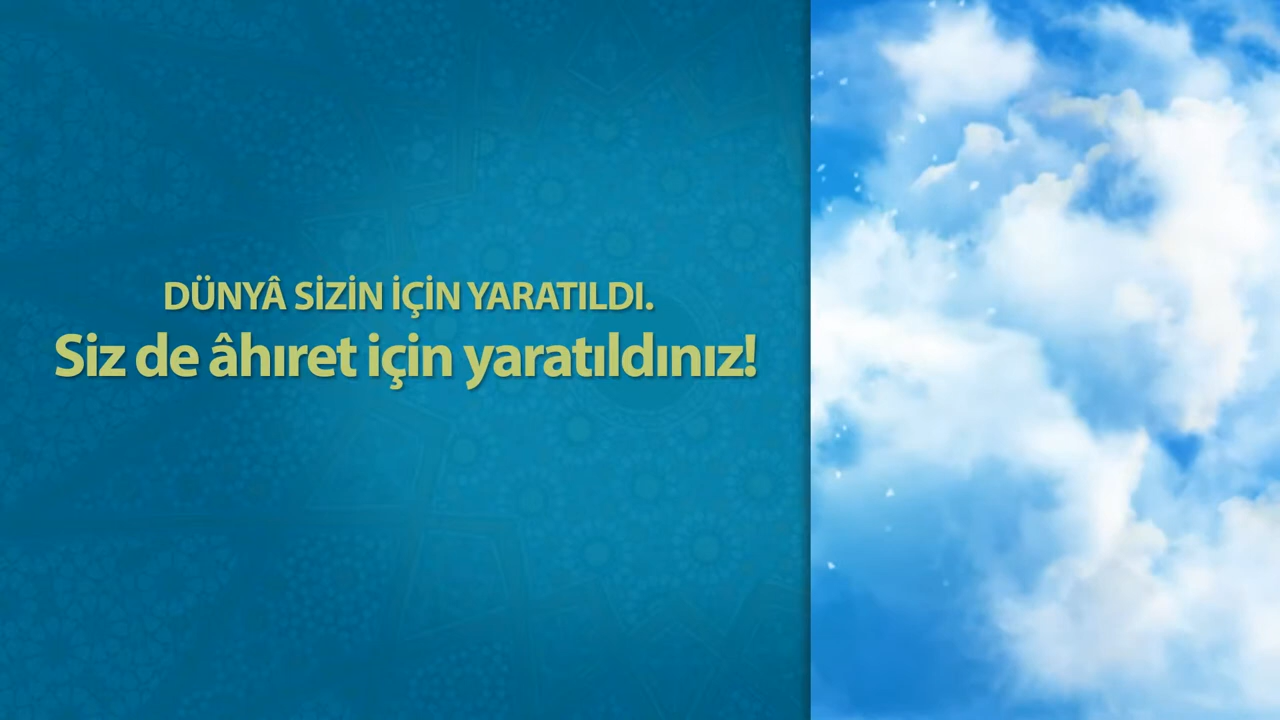 DÜNYÂ SİZİN İÇİN YARATILDI.
Siz de âhıret için yaratıldınız!